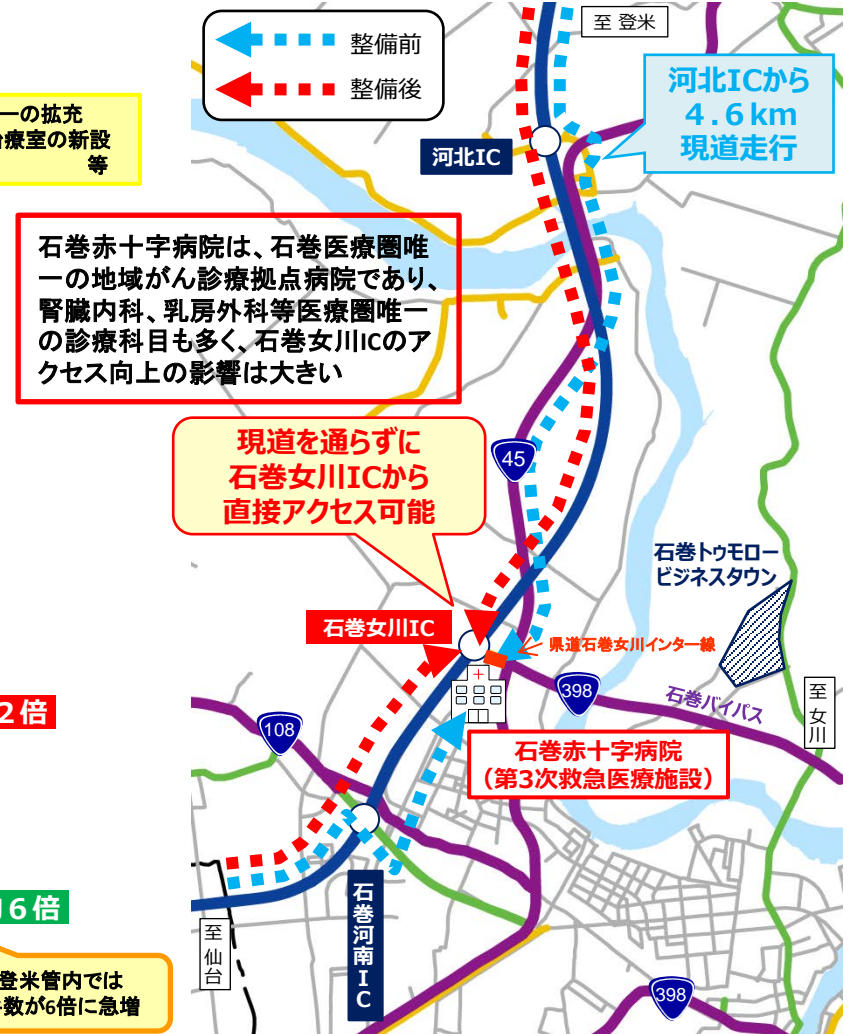 整備前
整備後
至 登米
河北ICから
4.6km
現道走行
ーの拡充
治療室の新設
等
河北IC
石巻赤十字病院は、石巻医療圏唯
一の地域がん診療拠点病院であり、
腎臓内科、乳房外科等医療圏唯一
の診療科目も多く、石巻女川ICのア
クセス向上の影響は大きい
現道を通らずに
石巻女川ICから
直接アクセス可能
45
石巻トゥモロー
ビジネスタウン
石巻女川IC
県道石巻女川インター線
398
石巻バイパス
至 女川
2倍
108
石巻赤十字病院
（第3次救急医療施設）
6倍
石巻河南IC
至 仙台
登米管内では
件数が6倍に急増
398